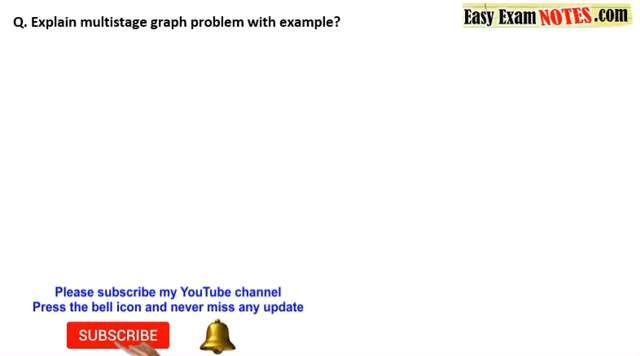 Q. Explain multistage graph problem with example?
Easy Exam NOTES.com
Please subscribe my YouTube channel
Press the bell icon and never miss any update
SUBSCRIBE